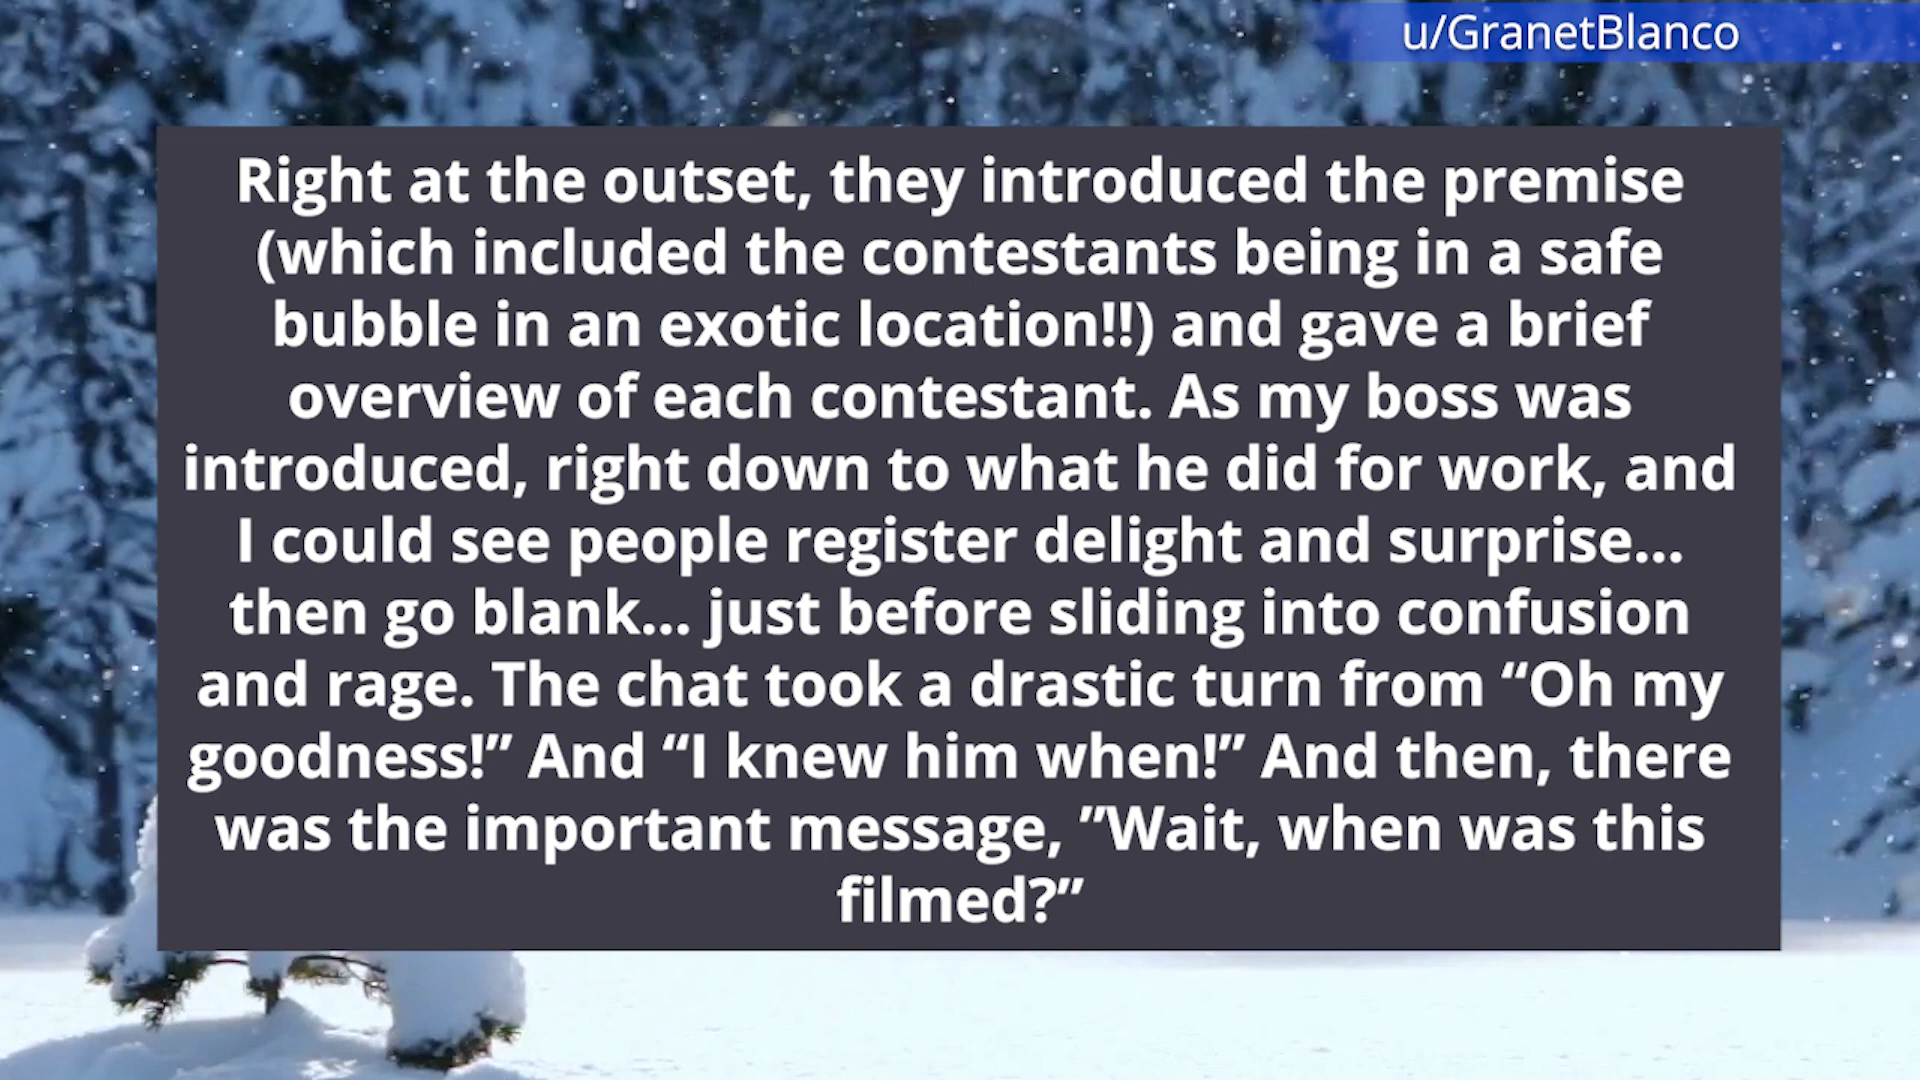 u/GranetBlanco
Right at the outset, they introduced the premise
(which included the contestants being in a safe
bubble in an exotic location!!) and gave a brief
overview of each contestant. As my boss was
introduced, right down to what he did for work, and
I could see people register delight and surprise...
then go blank... just before sliding into confusion
and rage. The chat took a drastic turn from “Oh my
goodness!” And “I knew him when!” And then, there
was the important message, ”Wait, when was this
filmed?”